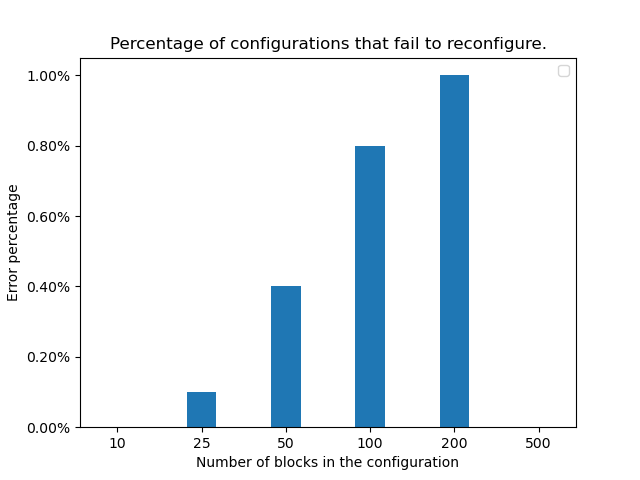 Percentage of configurations that fail to reconfigure.
1.00%
0.80%
0.60%
0.40%
0.20%
0.00%
Error percentage
10 25 50 100 200 500
Number of blocks in the configuration